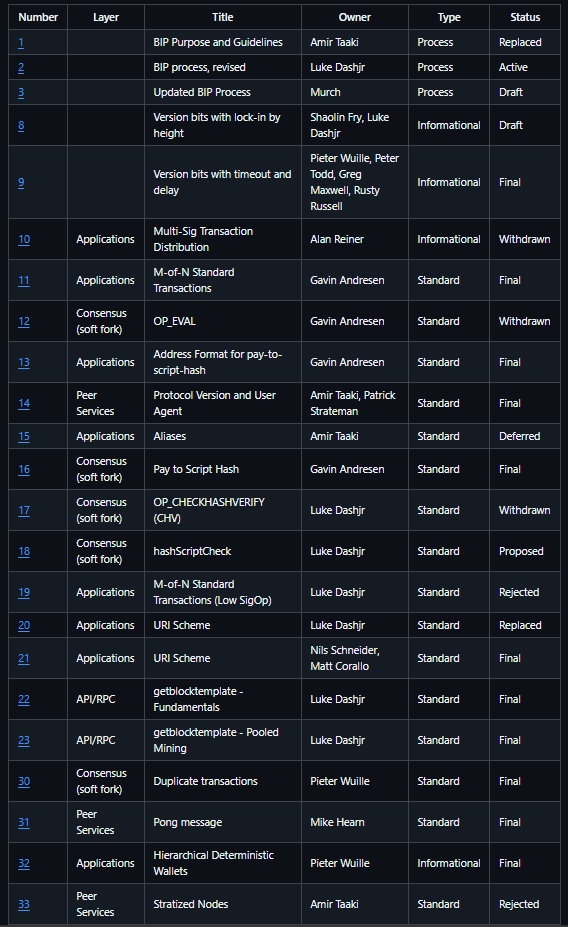 Number Layer Title Owner Type Status
1 BIP Purpose and Guidelines Amir Taaki Process Replaced
2 BIP process, revised Luke Dashjr Process Active
3 Updated BIP Process Murch Process Draft
8 Version bits with lock-in by height Shaolin Fry, Luke Dashjr Informational Draft
9 Version bits with timeout and delay Pieter Wuille, Peter Todd, Greg Maxwell, Rusty Russell Informational Final
10 Applications Multi-Sig Transaction Distribution Alan Reiner Informational Withdrawn
11 Applications M-of-N Standard Transactions Gavin Andresen Standard Final
12 Consensus (soft fork) OP_EVAL Gavin Andresen Standard Withdrawn
13 Applications Address Format for pay-to-script-hash Gavin Andresen Standard Final
14 Peer Services Protocol Version and User Agent Amir Taaki, Patrick Strateman Standard Final
15 Applications Aliases Amir Taaki Standard Deferred
16 Consensus (soft fork) Pay to Script Hash Gavin Andresen Standard Final
17 Consensus (soft fork) OP_CHECKHASHVERIFY (CHV) Luke Dashjr Standard Withdrawn
18 Consensus (soft fork) hashScriptCheck Luke Dashjr Standard Proposed
19 Applications M-of-N Standard Transactions (Low SigOp) Luke Dashjr Standard Rejected
20 Applications URI Scheme Luke Dashjr Standard Replaced
21 Applications URI Scheme Nils Schneider, Matt Corallo Standard Final
22 API/RPC getblocktemplate - Fundamentals Luke Dashjr Standard Final
23 API/RPC getblocktemplate - Pooled Mining Luke Dashjr Standard Final
30 Consensus (soft fork) Duplicate transactions Pieter Wuille Standard Final
31 Peer Services Pong message Mike Hearn Standard Final
32 Applications Hierarchical Deterministic Wallets Pieter Wuille Informational Final
33 Peer Services Stratized Nodes Amir Taaki Standard Rejected